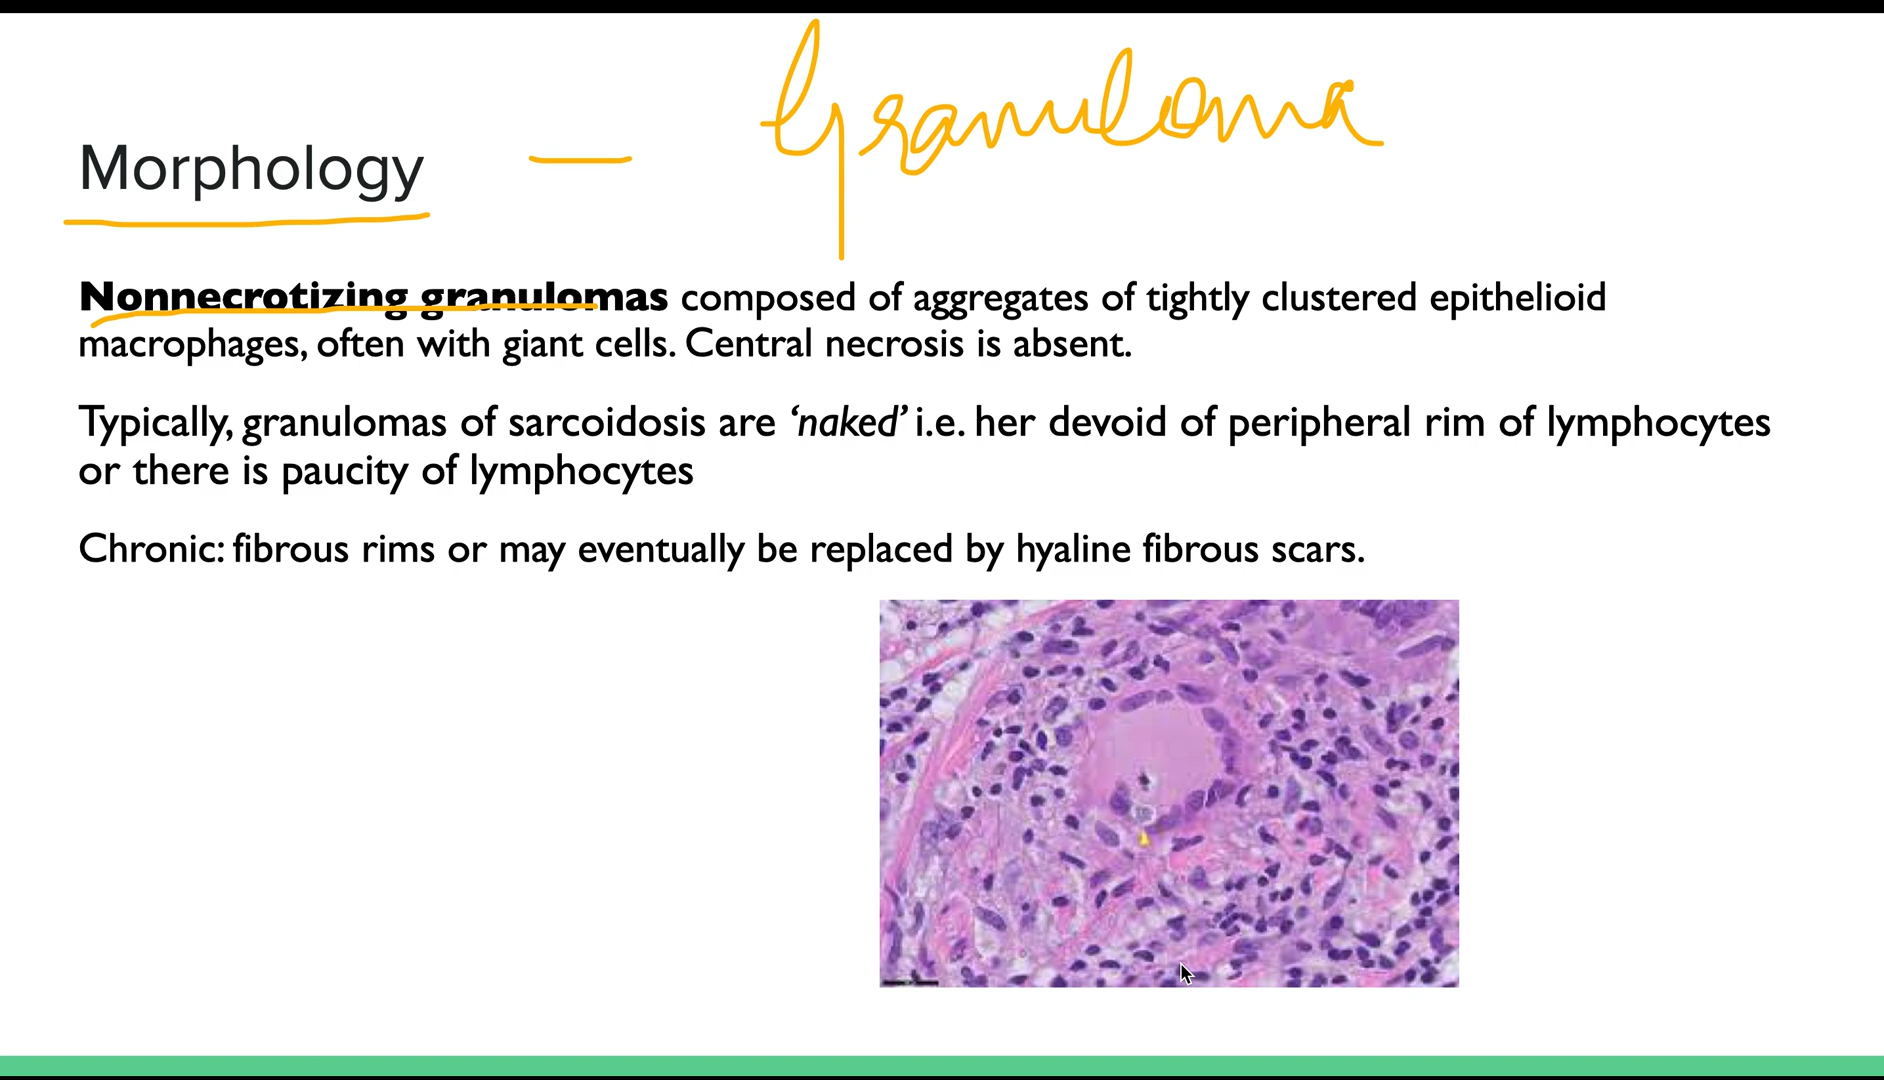 Granuloma
Morphology —
Nonnecrotizing granulomas composed of aggregates of tightly clustered epithelioid
macrophages, often with giant cells. Central necrosis is absent.
Typically, granulomas of sarcoidosis are ‘naked’ i.e. her devoid of peripheral rim of lymphocytes
or there is paucity of lymphocytes
Chronic: fibrous rims or may eventually be replaced by hyaline fibrous scars.